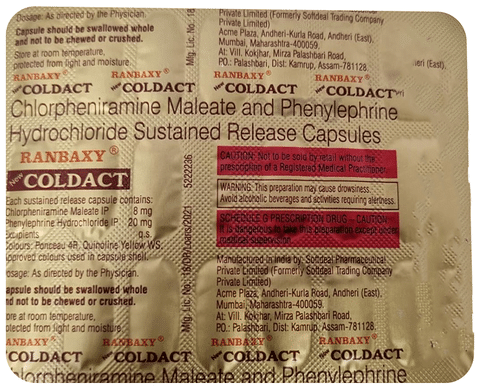 Dosage: As directed by the Physician.
Capsule should be swallowed whole
and not to be chewed or crushed.
Store at room temperature,
protected from light and moisture.
Mfg. Lic. No. 18
Private Limited (Formerly Softdeal Trading Company
Private Limited)
Acme Plaza, Andheri-Kurla Road, Andheri (East),
Mumbai, Maharashtra-400059.
At: Vill. Kokjhar, Mirza Palashbari Road,
PO.: Palashbari, Dist: Kamrup, Assam-781128.
heri (East),
RANBAXY® RANBAXY® RANBAXY® RANBAXY®
New COLDACT New COLDACT New COLDACT New COLDACT
Chlorpheniramine Maleate and Phenylephrine
Hydrochloride Sustained Release Capsules
RANBAXY®
New COLDACT
Each sustained release capsule contains:
Chlorpheniramine Maleate IP 8 mg
Phenylephrine Hydrochloride IP 20 mg
Excipients q.s.
Colours: Ponceau 4R, Quinoline Yellow WS,
Approved colours used in capsule shell.
Dosage: As directed by the Physician.
Capsule should be swallowed whole
and not to be chewed or crushed.
Store at room temperature,
protected from light and moisture.
5222236
Mfg. Lic. No. 18/DR/Loans/2021
CAUTION: Not to be sold by retail without the
prescription of a Registered Medical Practitioner.
WARNING: This preparation may cause drowsiness.
Avoid alcoholic beverages and activities requiring alertness.
SCHEDULE G PRESCRIPTION DRUG – CAUTION:
It is dangerous to take this preparation except under
medical supervision.
Manufactured in India by: Softdeal Pharmaceutical
Private Limited (Formerly Softdeal Trading Company
Private Limited)
Acme Plaza, Andheri-Kurla Road, Andheri (East),
Mumbai, Maharashtra-400059.
At: Vill. Kokjhar, Mirza Palashbari Road,
PO.: Palashbari, Dist: Kamrup, Assam-781128.
RANBAXY® RANBAXY® RANBAXY® RANBAXY®
New COLDACT New COLDACT New COLDACT New COLDACT
Chlorpheniramine Maleate and Phenylephrine